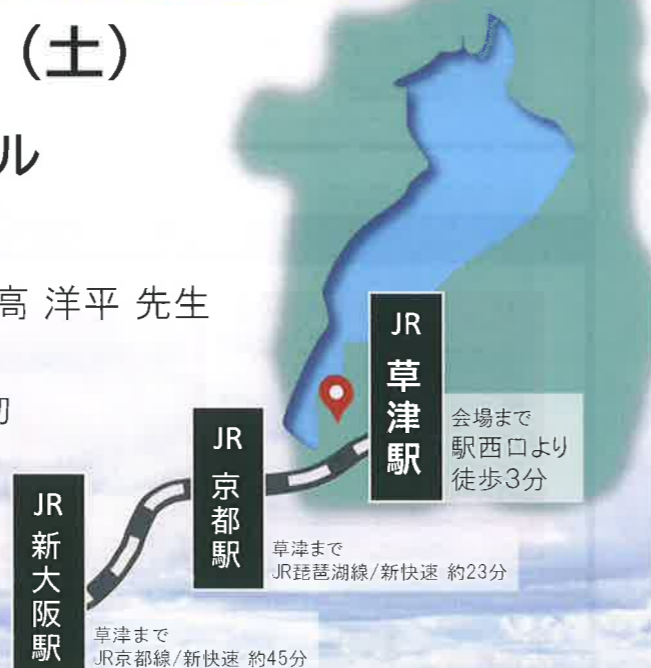 （土）
ル
高 洋平 先生
JR
草津駅
会場まで
駅西口より
徒歩3分
JR
京都駅
草津まで
JR琵琶湖線/新快速 約23分
JR
新大阪駅
草津まで
JR京都線/新快速 約45分